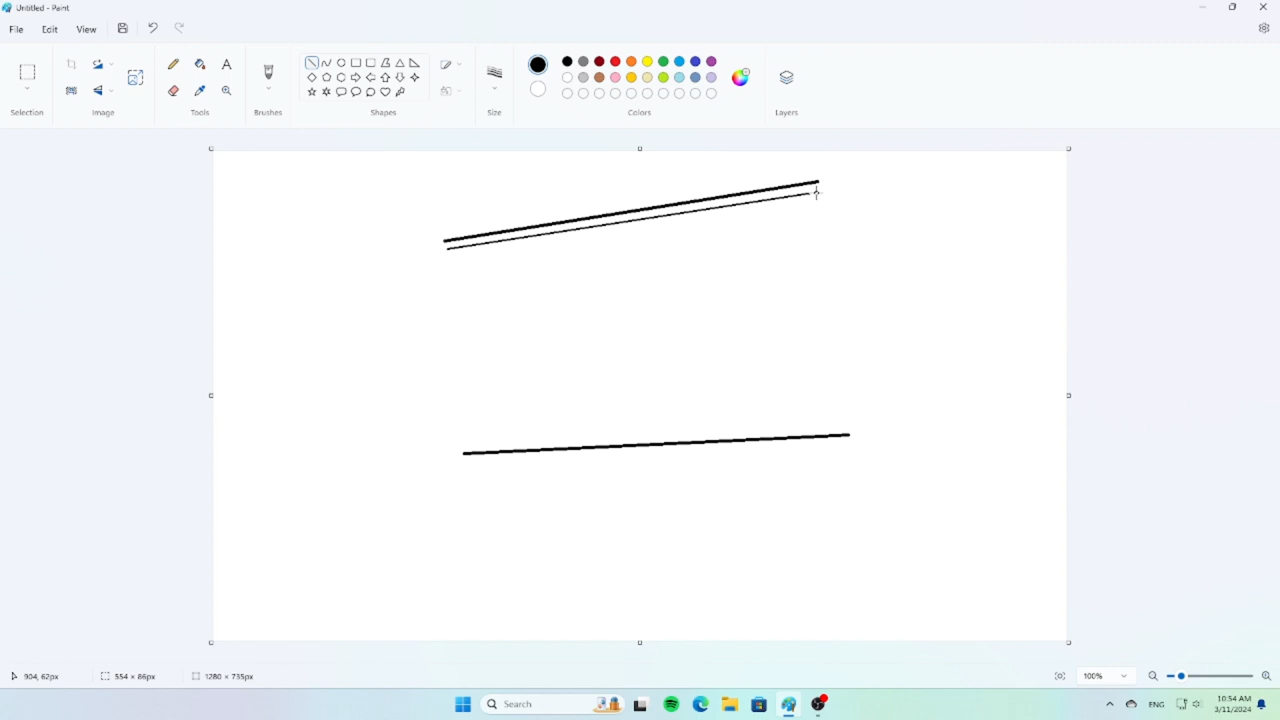 Untitled - Paint
File Edit View
Selection Image Tools Brushes Shapes Size Colors Layers
904, 62px 554 × 86px 1280 × 735px 100%
Search ENG 10:54 AM
3/11/2024